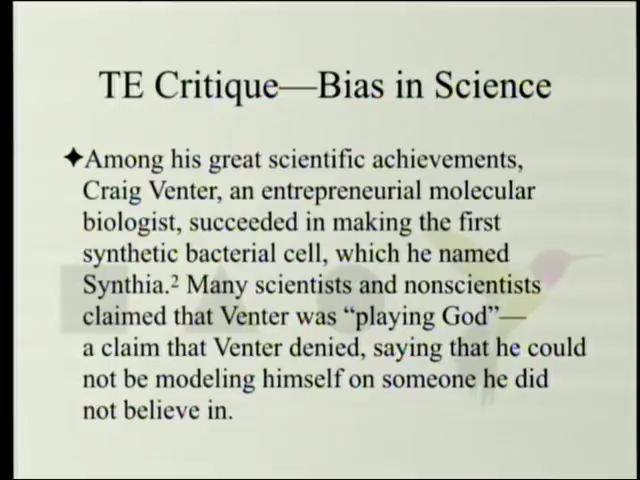 TE Critique—Bias in Science
✦Among his great scientific achievements,
Craig Venter, an entrepreneurial molecular
biologist, succeeded in making the first
synthetic bacterial cell, which he named
Synthia.² Many scientists and nonscientists
claimed that Venter was “playing God”—
a claim that Venter denied, saying that he could
not be modeling himself on someone he did
not believe in.